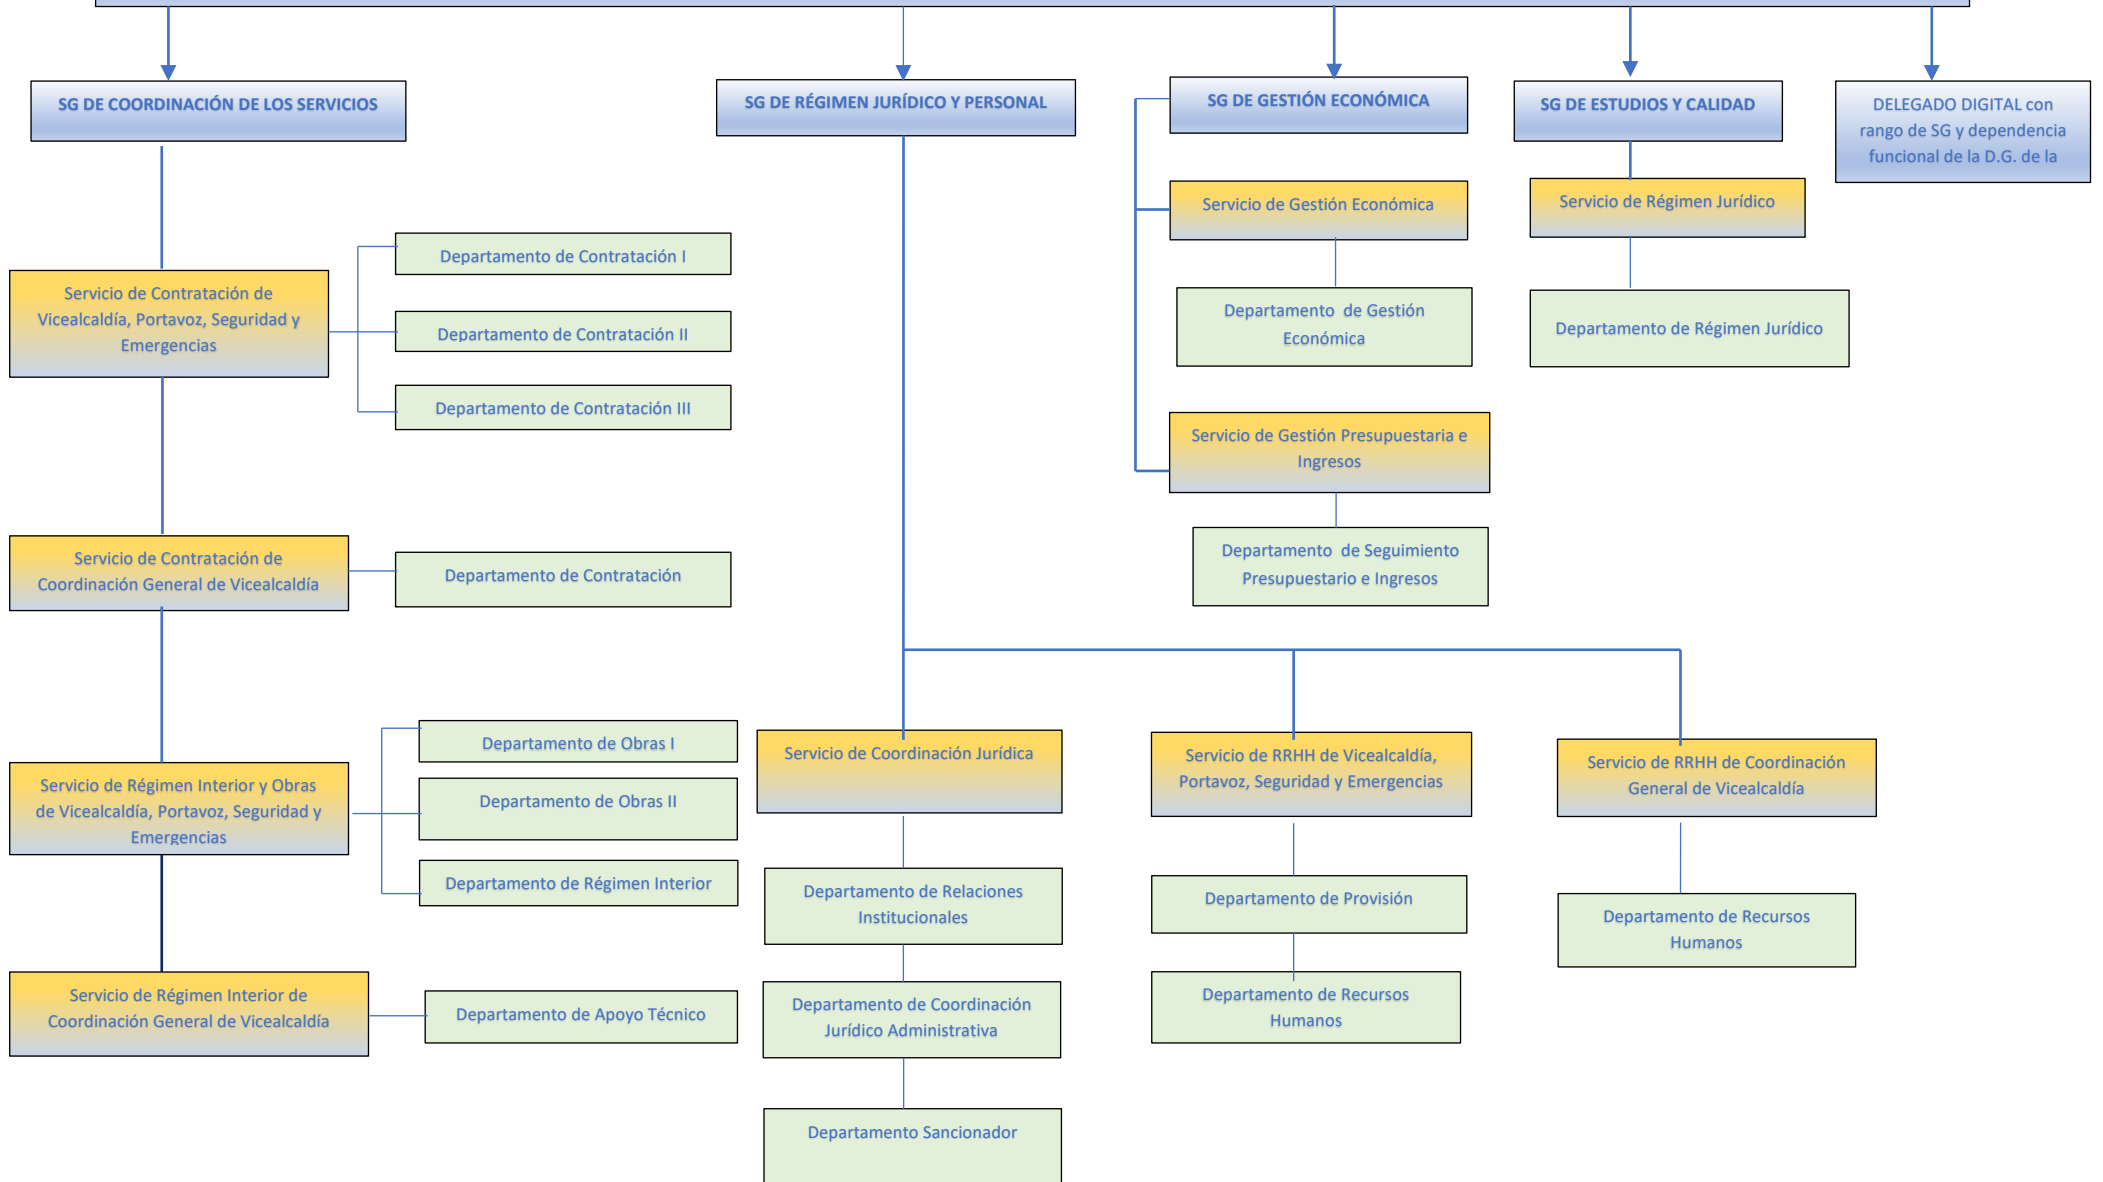 SG DE COORDINACIÓN DE LOS SERVICIOS
SG DE RÉGIMEN JURÍDICO Y PERSONAL
SG DE GESTIÓN ECONÓMICA
SG DE ESTUDIOS Y CALIDAD
DELEGADO DIGITAL con
rango de SG y dependencia
funcional de la D.G. de la
Servicio de Contratación de
Vicealcaldía, Portavoz, Seguridad y
Emergencias
Departamento de Contratación I
Departamento de Contratación II
Departamento de Contratación III
Servicio de Contratación de
Coordinación General de Vicealcaldía
Departamento de Contratación
Servicio de Régimen Interior y Obras
de Vicealcaldía, Portavoz, Seguridad y
Emergencias
Departamento de Obras I
Departamento de Obras II
Departamento de Régimen Interior
Servicio de Régimen Interior de
Coordinación General de Vicealcaldía
Departamento de Apoyo Técnico
Servicio de Coordinación Jurídica
Departamento de Relaciones
Institucionales
Departamento de Coordinación
Jurídico Administrativa
Departamento Sancionador
Servicio de RRHH de Vicealcaldía,
Portavoz, Seguridad y Emergencias
Departamento de Provisión
Departamento de Recursos
Humanos
Servicio de RRHH de Coordinación
General de Vicealcaldía
Departamento de Recursos
Humanos
Servicio de Gestión Económica
Departamento  de Gestión
Económica
Servicio de Gestión Presupuestaria e
Ingresos
Departamento  de Seguimiento
Presupuestario e Ingresos
Servicio de Régimen Jurídico
Departamento de Régimen Jurídico